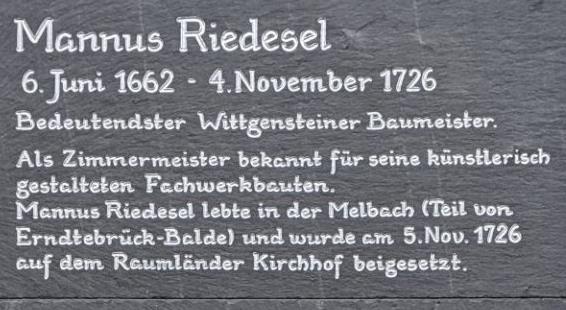 Mannus Riedesel
6. Juni 1662 - 4. November 1726
Bedeutendster Wittgensteiner Baumeister.
Als Zimmermeister bekannt für seine künstlerisch
gestalteten Fachwerkbauten.
Mannus Riedesel lebte in der Melbach (Teil von
Erndtebrück-Balde) und wurde am 5. Nov. 1726
auf dem Raumländer Kirchhof beigesetzt.